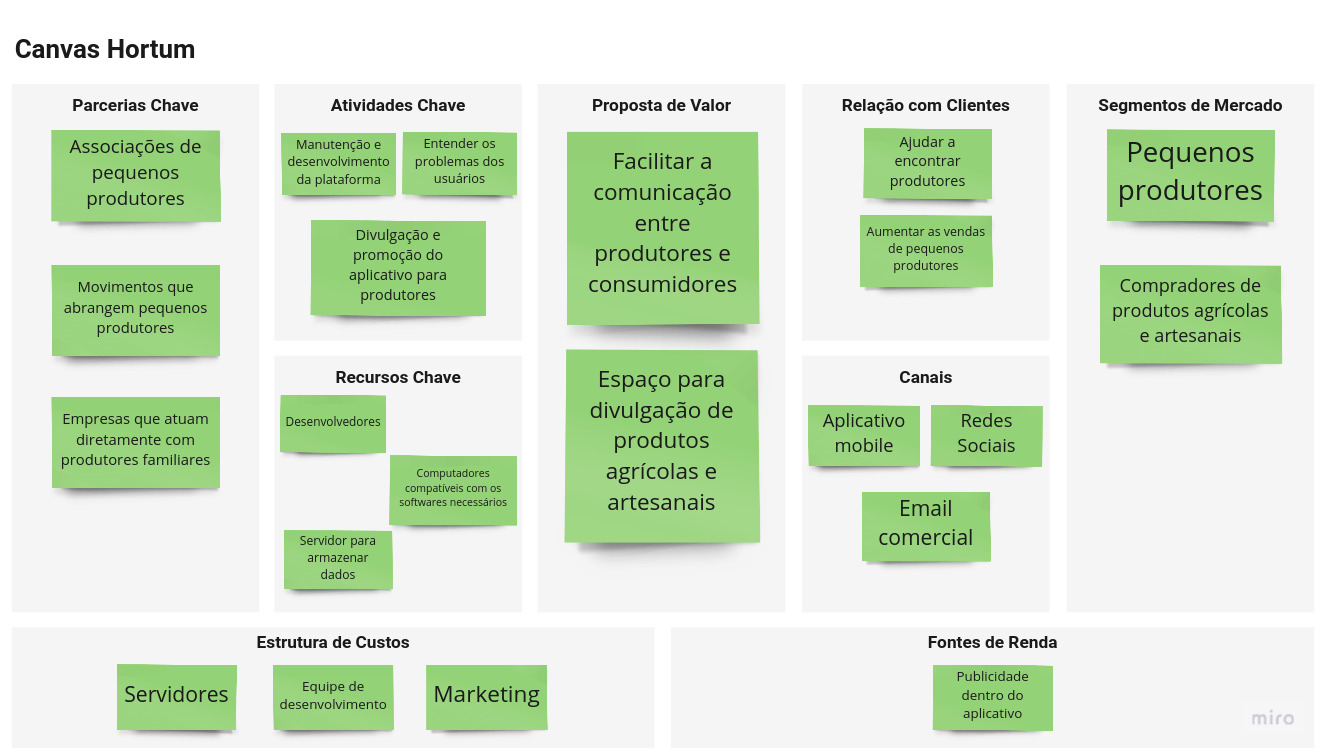 Canvas Hortum
Parcerias Chave
Associações de
pequenos
produtores
Movimentos que
abrangem pequenos
produtores
Empresas que atuam
diretamente com
produtores familiares
Atividades Chave
Manutenção e
desenvolvimento
da plataforma
Entender os
problemas dos
usuários
Divulgação e
promoção do
aplicativo para
produtores
Recursos Chave
Desenvolvedores
Computadores
compatíveis com os
softwares necessários
Servidor para
armazenar
dados
Proposta de Valor
Facilitar a
comunicação
entre
produtores e
consumidores
Espaço para
divulgação de
produtos
agrícolas e
artesanais
Relação com Clientes
Ajudar a
encontrar
produtores
Aumentar as vendas
de pequenos
produtores
Canais
Aplicativo
mobile
Redes
Sociais
Email
comercial
Segmentos de Mercado
Pequenos
produtores
Compradores de
produtos agrícolas
e artesanais
Estrutura de Custos
Servidores
Equipe de
desenvolvimento
Marketing
Fontes de Renda
Publicidade
dentro do
aplicativo
miro